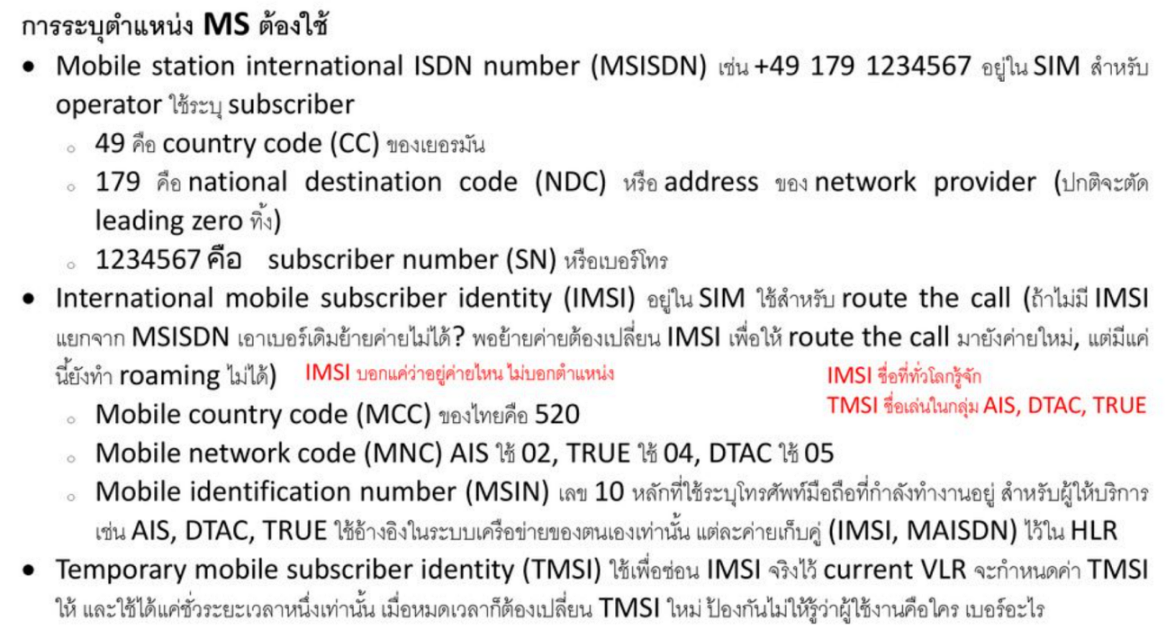 การระบุตำแหน่ง MS ต้องใช้
● Mobile station international ISDN number (MSISDN) เช่น +49 179 1234567 อยู่ใน SIM สำหรับ
operator ใช้ระบุ subscriber
○ 49 คือ country code (CC) ของเยอรมัน
○ 179 คือ national destination code (NDC) หรือ address ของ network provider (ปกติจะตัด
leading zero ทิ้ง)
○ 1234567 คือ subscriber number (SN) หรือเบอร์โทร
● International mobile subscriber identity (IMSI) อยู่ใน SIM ใช้สำหรับ route the call (ถ้าไม่มี IMSI
แยกจาก MSISDN เอาเบอร์เดิมย้ายค่ายไม่ได้? พอย้ายค่ายต้องเปลี่ยน IMSI เพื่อให้ route the call มายังค่ายใหม่, แต่มีแค่
นี้ยังทำ roaming ไม่ได้) IMSI บอกแค่ว่าอยู่ค่ายไหน ไม่บอกตำแหน่ง IMSI ชื่อที่ทั่วโลกรู้จัก
○ Mobile country code (MCC) ของไทยคือ 520 TMSI ชื่อเล่นในกลุ่ม AIS, DTAC, TRUE
○ Mobile network code (MNC) AIS ใช้ 02, TRUE ใช้ 04, DTAC ใช้ 05
○ Mobile identification number (MSIN) เลข 10 หลักที่ใช้ระบุโทรศัพท์มือถือที่กำลังทำงานอยู่ สำหรับผู้ให้บริการ
เช่น AIS, DTAC, TRUE ใช้อ้างอิงในระบบเครือข่ายของตนเองเท่านั้น แต่ละค่ายเก็บคู่ (IMSI, MAISDN) ไว้ใน HLR
● Temporary mobile subscriber identity (TMSI) ใช้เพื่อซ่อน IMSI จริงไว้ current VLR จะกำหนดค่า TMSI
ให้ และใช้ได้แค่ชั่วระยะเวลาหนึ่งเท่านั้น เมื่อหมดเวลาก็ต้องเปลี่ยน TMSI ใหม่ ป้องกันไม่ให้รู้ว่าผู้ใช้งานคือใคร เบอร์อะไร